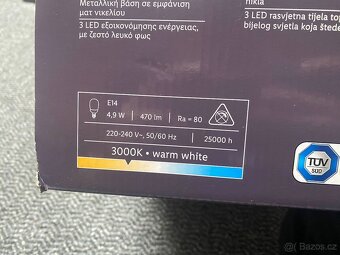 Μεταλλική βάση σε εμφάνιση
ματ νικελίου
3 LED εξοικονόμησης ενέργειας,
με ζεστό λευκό φως
nikla
3 LED rasvjetna tijela top
bijelog svjetla koja štede
E14
4,9 W 470 lm Ra = 80
220-240 V~, 50/60 Hz 25000 h
3000K • warm white
TÜV
SÜD
Bazoš.cz